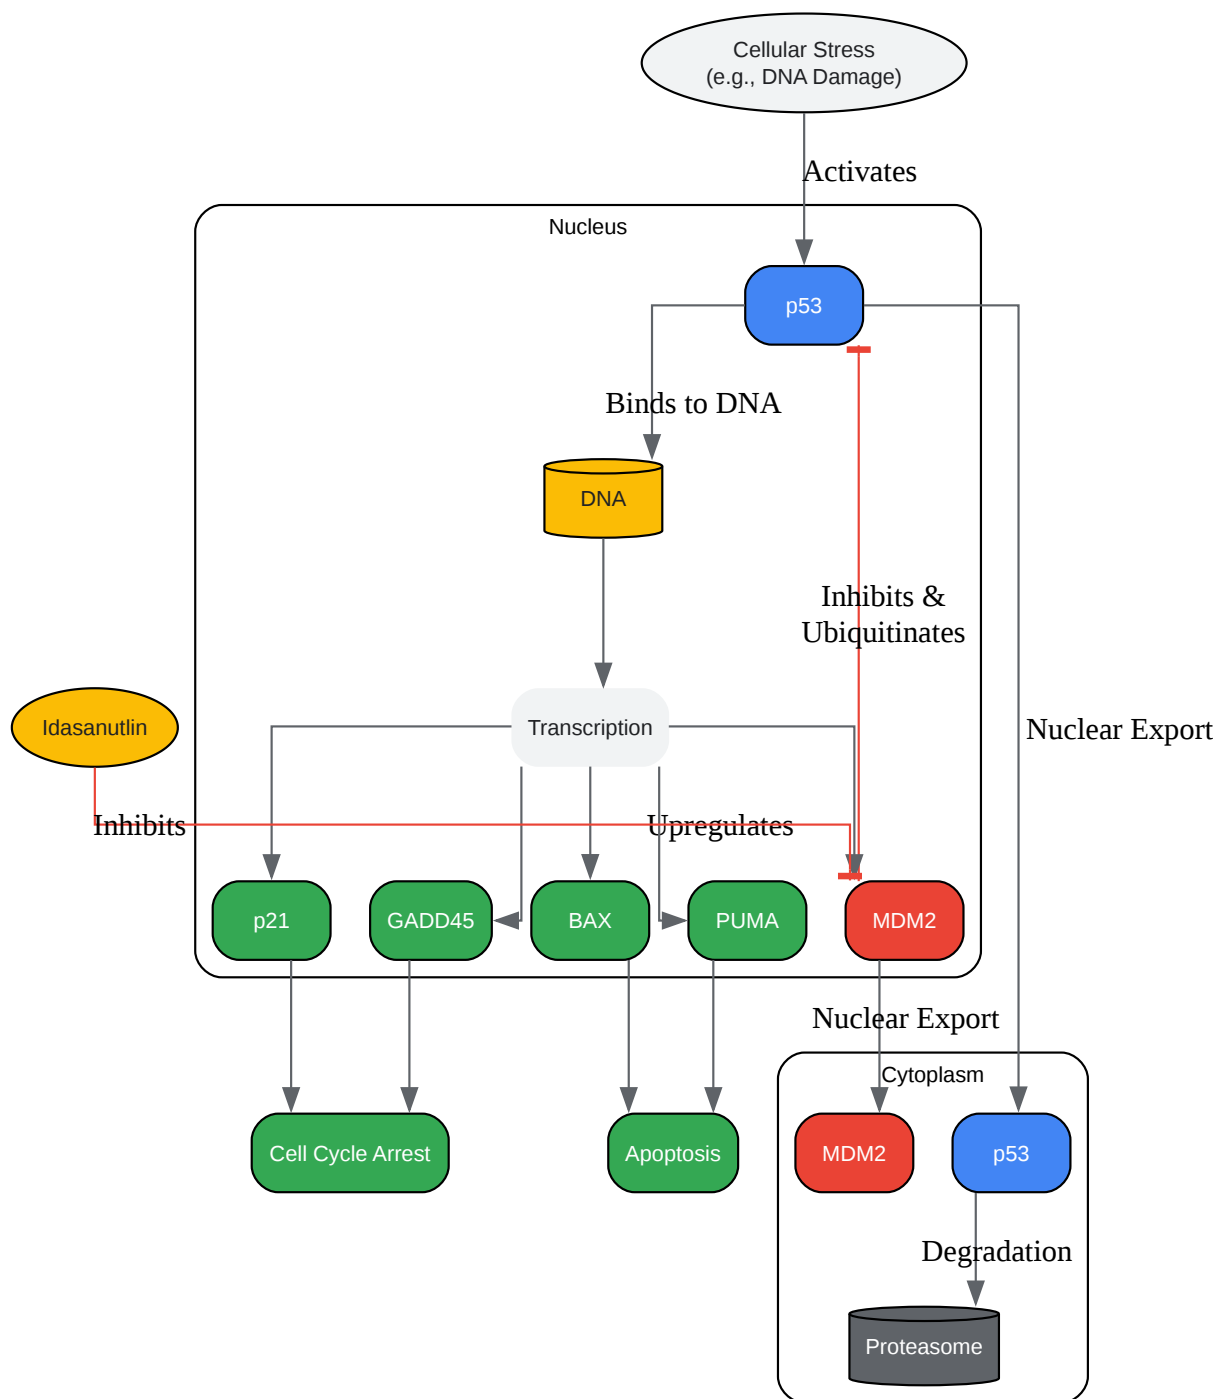 Cellular Stress
(e.g., DNA Damage)
Activates
Nucleus
p53
Binds to DNA
DNA
Inhibits &
Ubiquitinates
Idasanutlin
Transcription
Nuclear Export
Inhibits
Upregulates
p21
GADD45
BAX
PUMA
MDM2
Nuclear Export
Cytoplasm
Cell Cycle Arrest
Apoptosis
MDM2
p53
Degradation
Proteasome